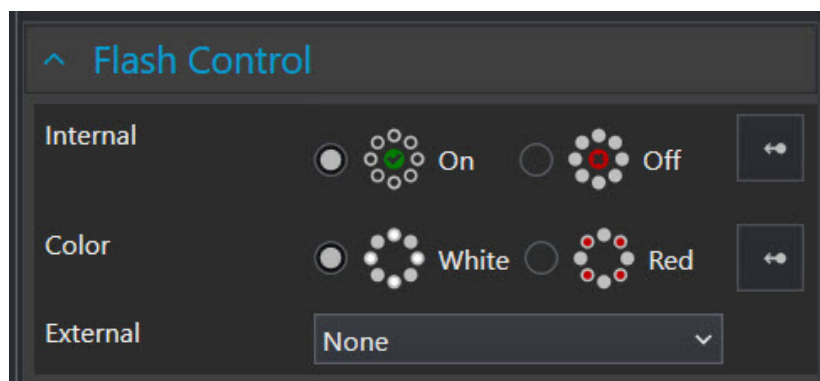 Flash Control
Internal On Off
Color White Red
External None